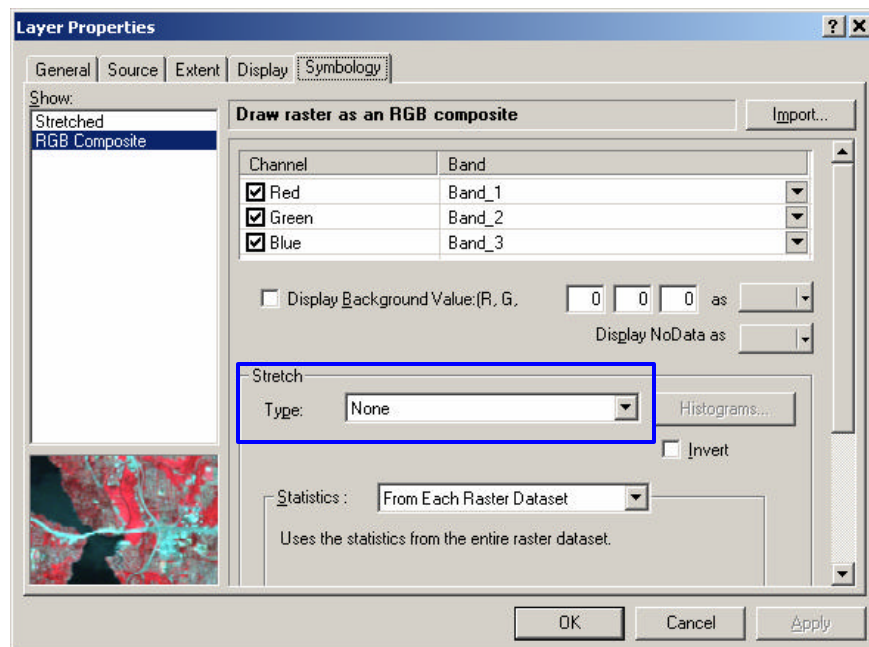 Layer Properties
General Source Extent Display Symbology
Show:
Stretched
RGB Composite
Draw raster as an RGB composite
Import...
Channel Band
Red Band_1
Green Band_2
Blue Band_3
Display Background Value:(R, G, 0 0 0 as
Display NoData as
Stretch
Type: None Histograms...
Invert
Statistics : From Each Raster Dataset
Uses the statistics from the entire raster dataset.
OK Cancel Apply